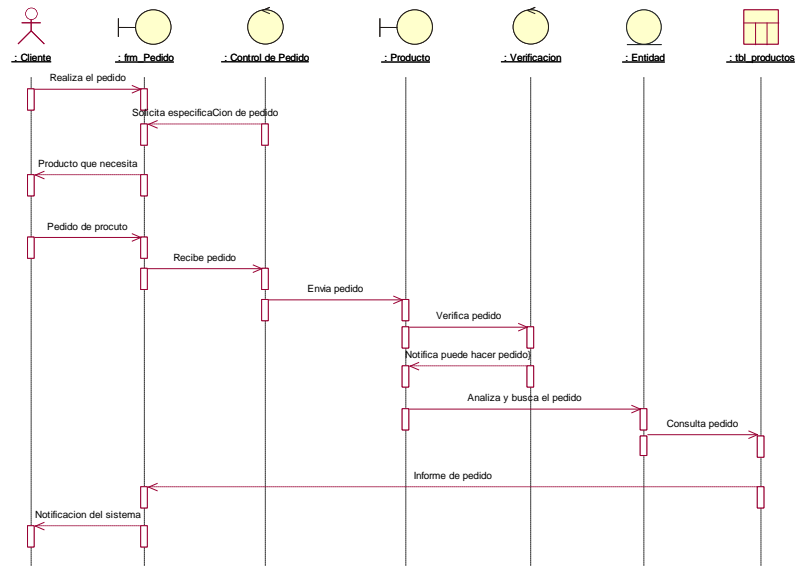 : Cliente
: frm_Pedido
: Control de Pedido
: Producto
: Verificacion
: Entidad
: tbl_productos
Realiza el pedido
Solicita especificaCion de pedido
Producto que necesita
Pedido de procuto
Recibe pedido
Envia pedido
Verifica pedido
Notifica puede hacer pedido)
Analiza y busca el pedido
Consulta pedido
Informe de pedido
Notificacion del sistema